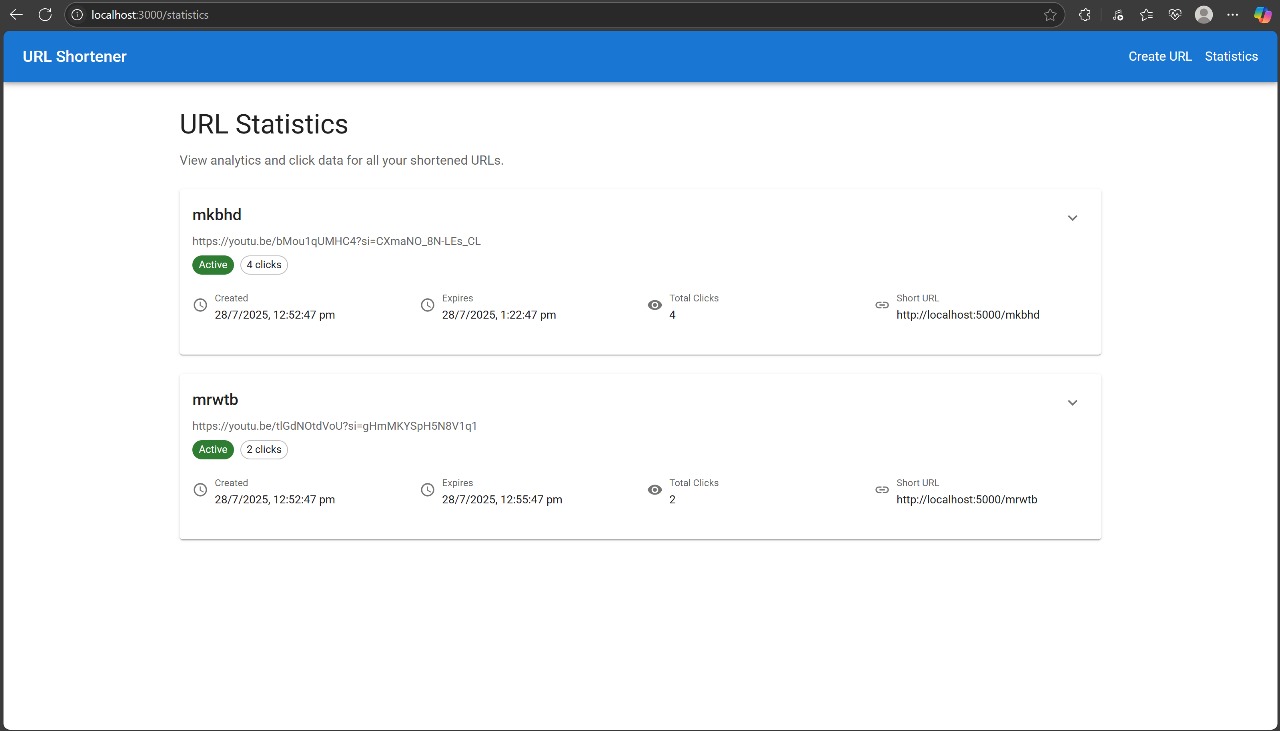 localhost:3000/statistics
URL Shortener
Create URL Statistics
URL Statistics
View analytics and click data for all your shortened URLs.
mkbhd
https://youtu.be/bMou1qUMHC4?si=CXmaNO_8N-LEs_CL
Active 4 clicks
Created Expires Total Clicks Short URL
28/7/2025, 12:52:47 pm 28/7/2025, 1:22:47 pm 4 http://localhost:5000/mkbhd
mrwtb
https://youtu.be/tlGdNOtdVoU?si=gHmMKYSpH5N8V1q1
Active 2 clicks
Created Expires Total Clicks Short URL
28/7/2025, 12:52:47 pm 28/7/2025, 12:55:47 pm 2 http://localhost:5000/mrwtb